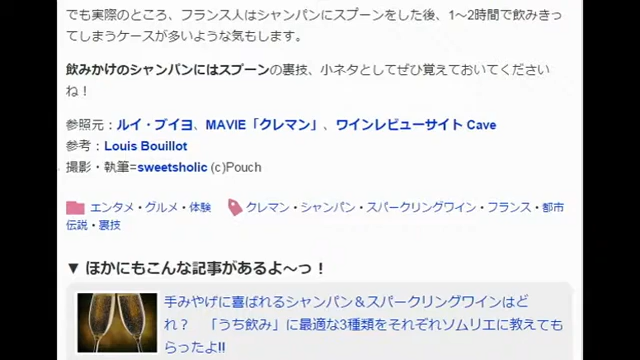 でも実際のところ、フランス人はシャンパンにスプーンをした後、1〜2時間で飲みきっ
てしまうケースが多いような気もします。
飲みかけのシャンパンにはスプーンの裏技、小ネタとしてぜひ覚えておいてください
ね！
参照元：ルイ・ブイヨ、MAVIE「クレマン」、ワインレビューサイト Cave
参考：Louis Bouillot
撮影・執筆=sweetsholic (c)Pouch
エンタメ・グルメ・体験 クレマン・シャンパン・スパークリングワイン・フランス・都市
伝説・裏技
▼ ほかにもこんな記事があるよ〜っ！
手みやげに喜ばれるシャンパン＆スパークリングワインはど
れ？ 「うち飲み」に最適な3種類をそれぞれソムリエに教えても
らったよ!!